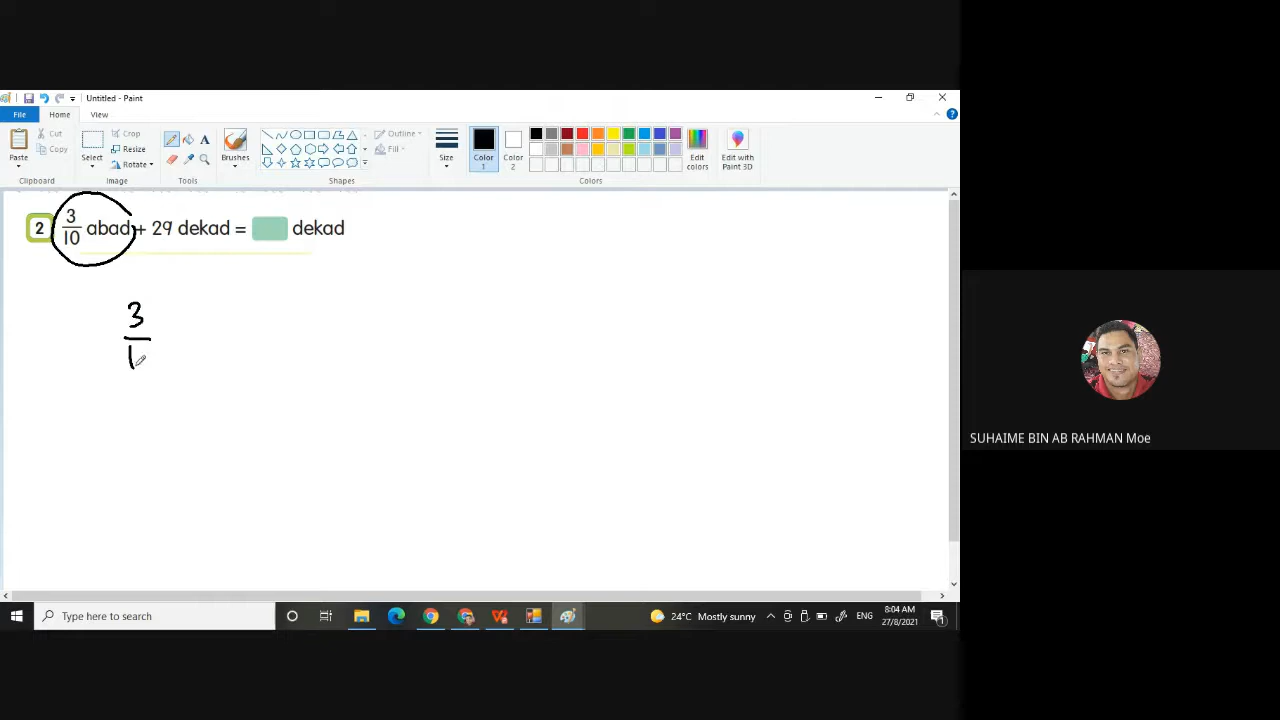 Untitled - Paint
File Home View
Paste
Cut
Copy
Clipboard
Select
Crop
Resize
Rotate
Image
A
Tools
Brushes
Shapes
Outline
Fill
Size
Color 1
Color 2
Edit colors
Edit with Paint 3D
Colors
2 3/10 abad + 29 dekad = dekad
3
1
SUHAIME BIN AB RAHMAN Moe
Type here to search
24°C Mostly sunny
ENG
8:04 AM
27/8/2021
1